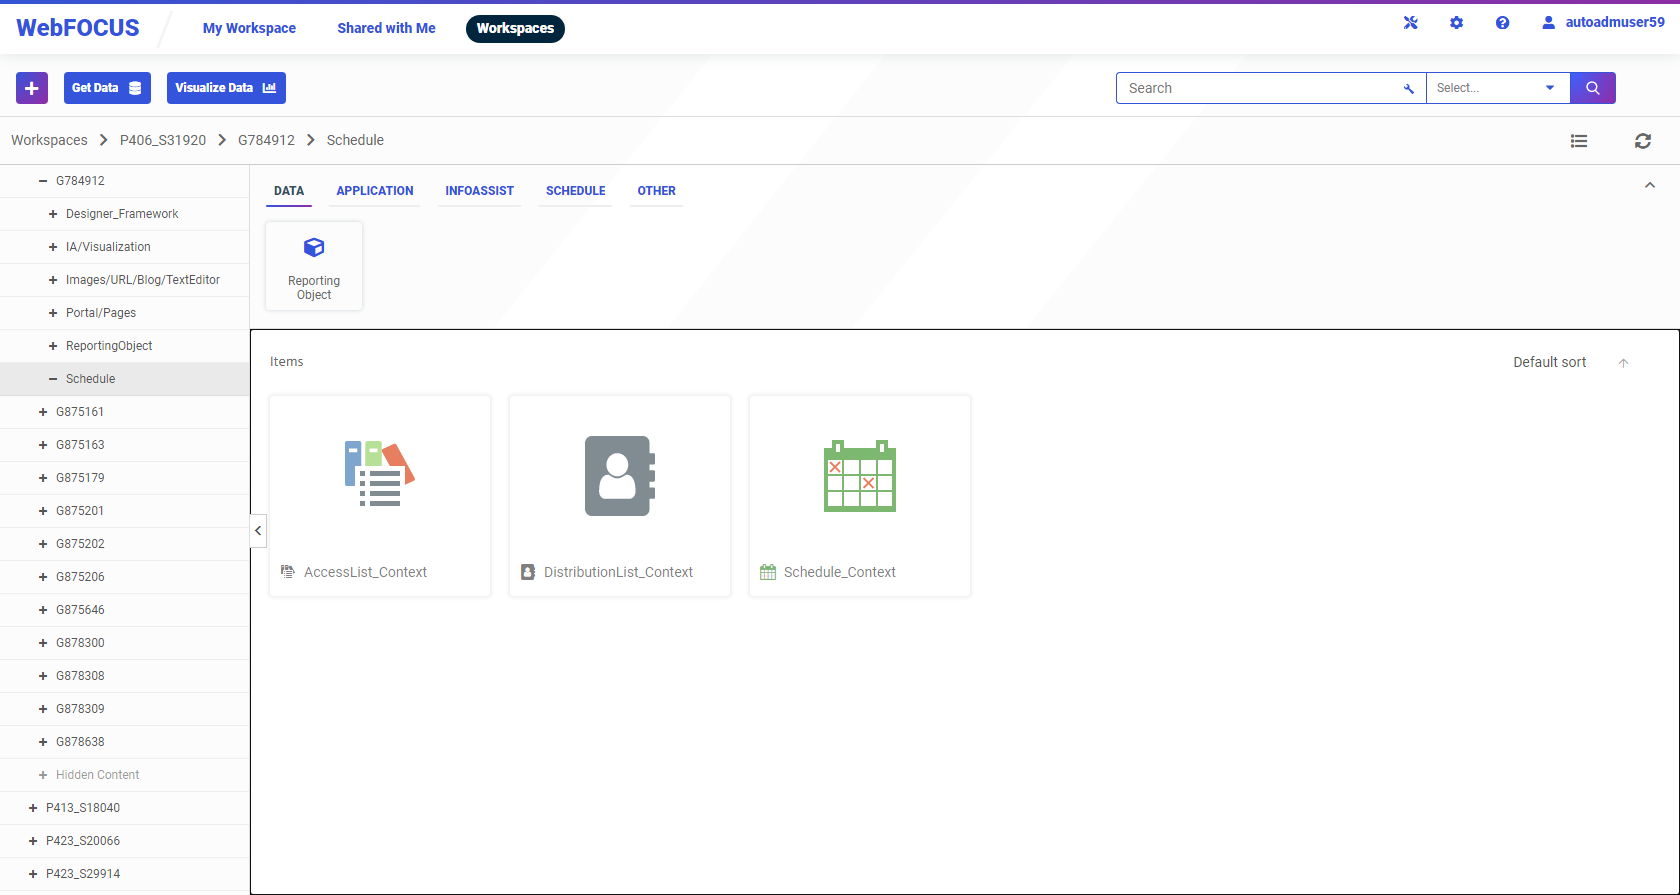 WebFOCUS
My Workspace
Shared with Me
Workspaces
autoadmuser59
Get Data
Visualize Data
Search
Select...
Workspaces
P406_S31920
G784912
Schedule
G784912
Designer_Framework
IA/Visualization
Images/URL/Blog/TextEditor
Portal/Pages
ReportingObject
Schedule
G875161
G875163
G875179
G875201
G875202
G875206
G875646
G878300
G878308
G878309
G878638
Hidden Content
P413_S18040
P423_S20066
P423_S29914
DATA
APPLICATION
INFOASSIST
SCHEDULE
OTHER
Reporting
Object
Items
Default sort
AccessList_Context
DistributionList_Context
Schedule_Context